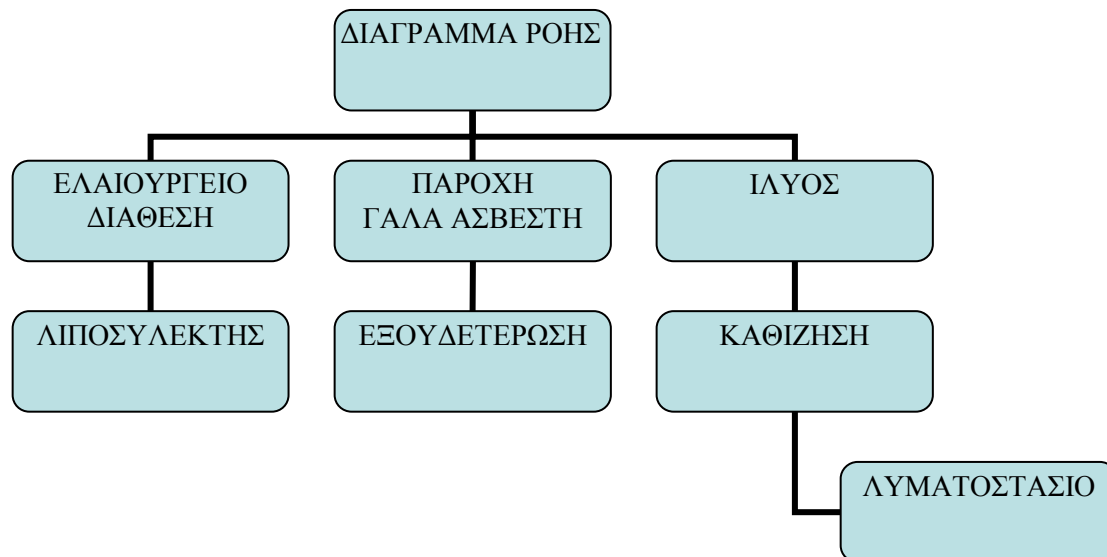 ΔΙΑΓΡΑΜΜΑ ΡΟΗΣ
ΕΛΑΙΟΥΡΓΕΙΟ
ΔΙΑΘΕΣΗ
ΠΑΡΟΧΗ
ΓΑΛΑ ΑΣΒΕΣΤΗ
ΙΛΥΟΣ
ΛΙΠΟΣΥΛΕΚΤΗΣ
ΕΞΟΥΔΕΤΕΡΩΣΗ
ΚΑΘΙΖΗΣΗ
ΛΥΜΑΤΟΣΤΑΣΙΟ